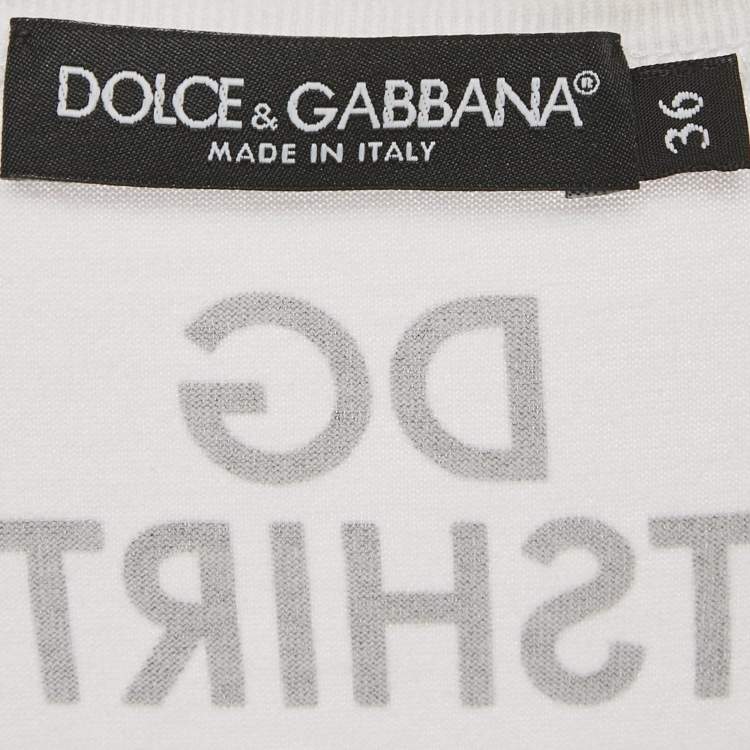 DOLCE & GABBANA®
MADE IN ITALY
36
DG
TSHIRT